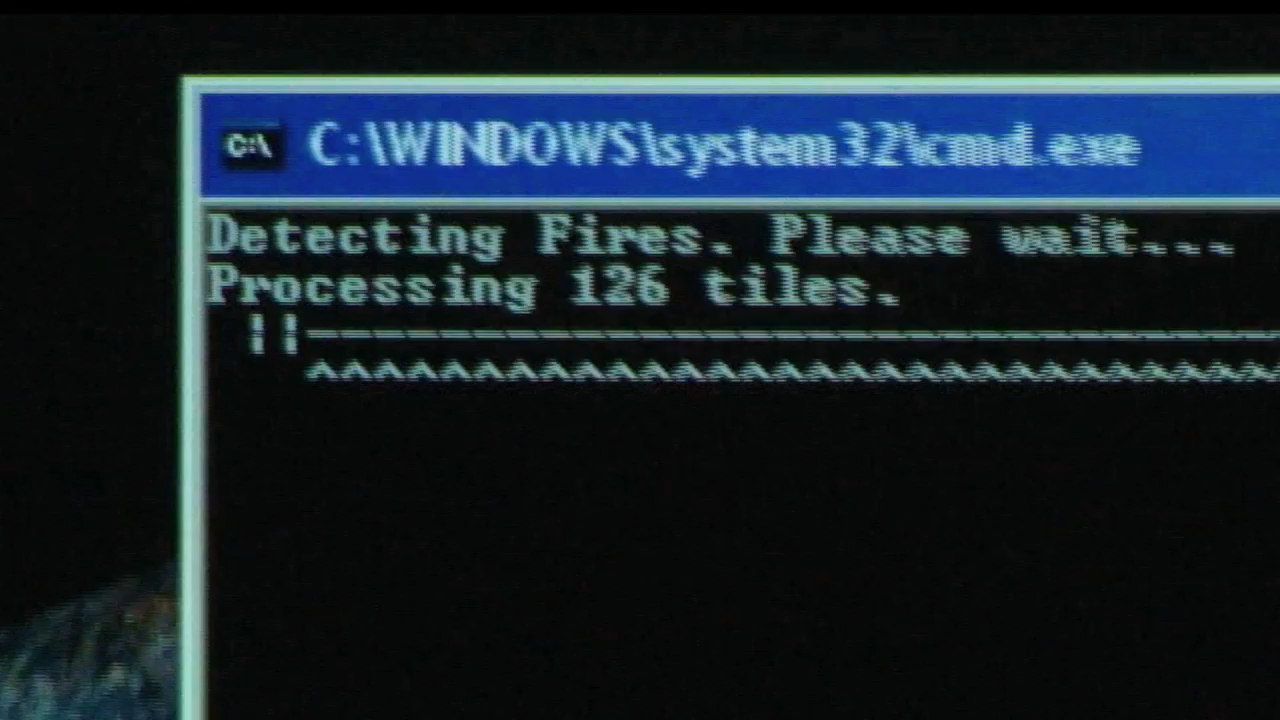 C:\ C:\WINDOWS\system32\cmd.exe
Detecting Fires. Please wait...
Processing 126 tiles.
||------------------------------
^^^^^^^^^^^^^^^^^^^^^^^^^^^^^^